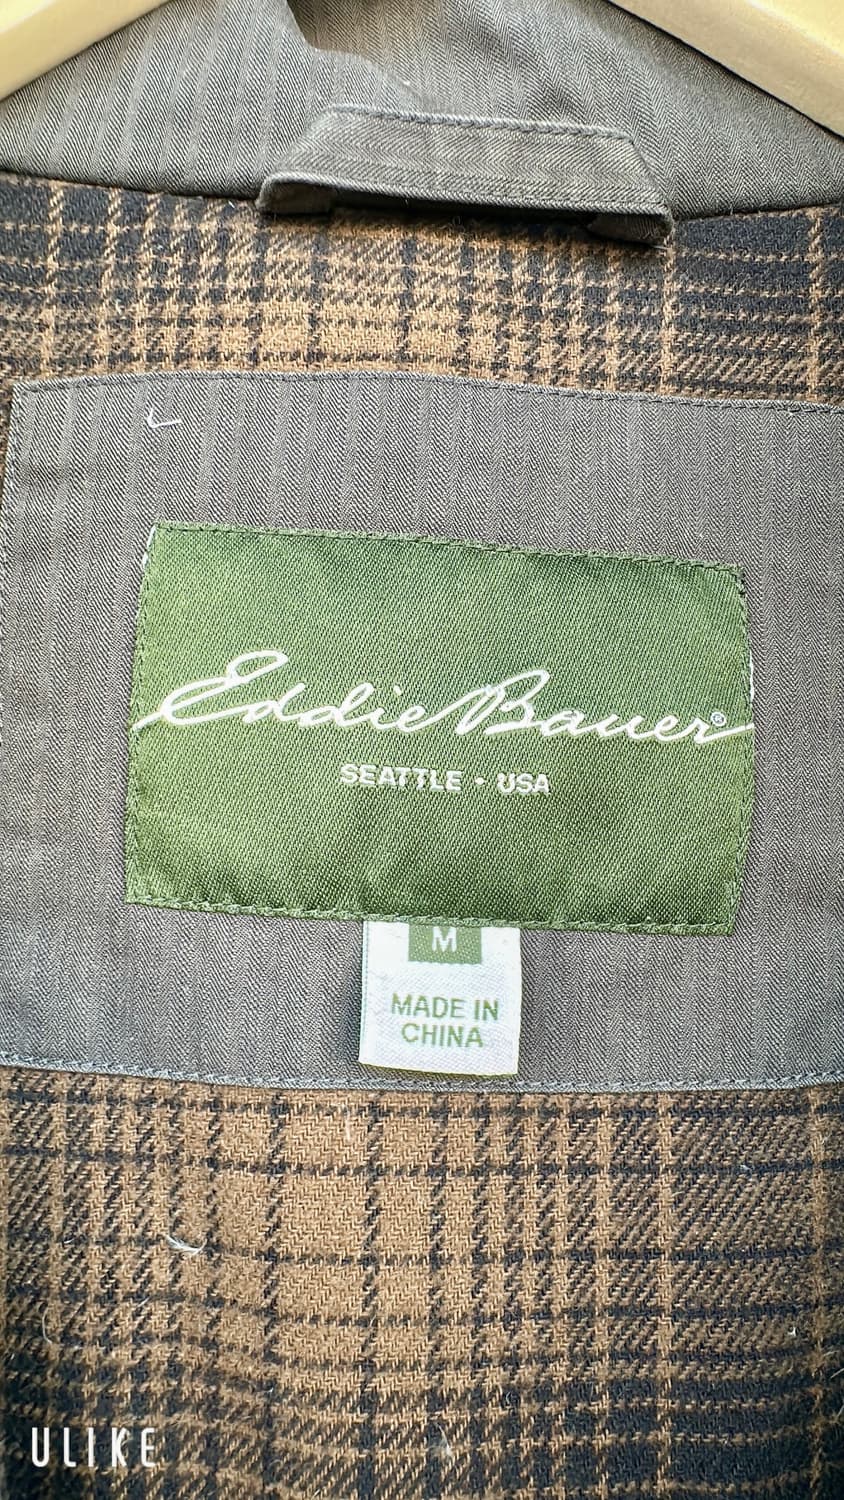 Eddie Bauer®
SEATTLE • USA
M
MADE IN
CHINA
ULIKE